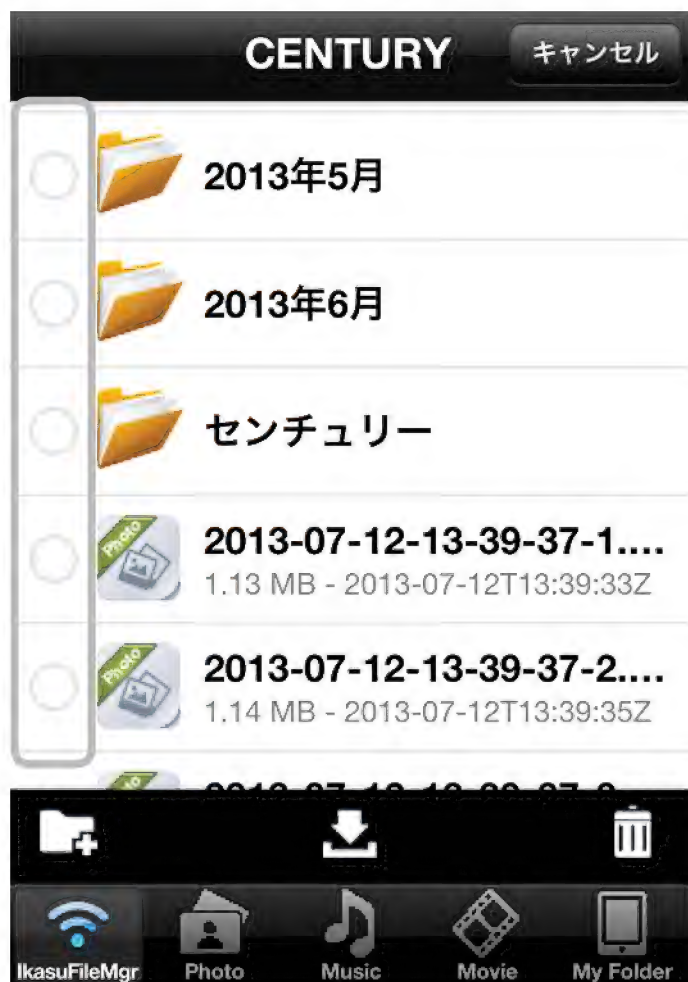 CENTURY
キャンセル
2013年5月
2013年6月
センチュリー
Photo
2013-07-12-13-39-37-1....
1.13 MB - 2013-07-12T13:39:33Z
Photo
2013-07-12-13-39-37-2....
1.14 MB - 2013-07-12T13:39:35Z
IkasuFileMgr
Photo
Music
Movie
My Folder